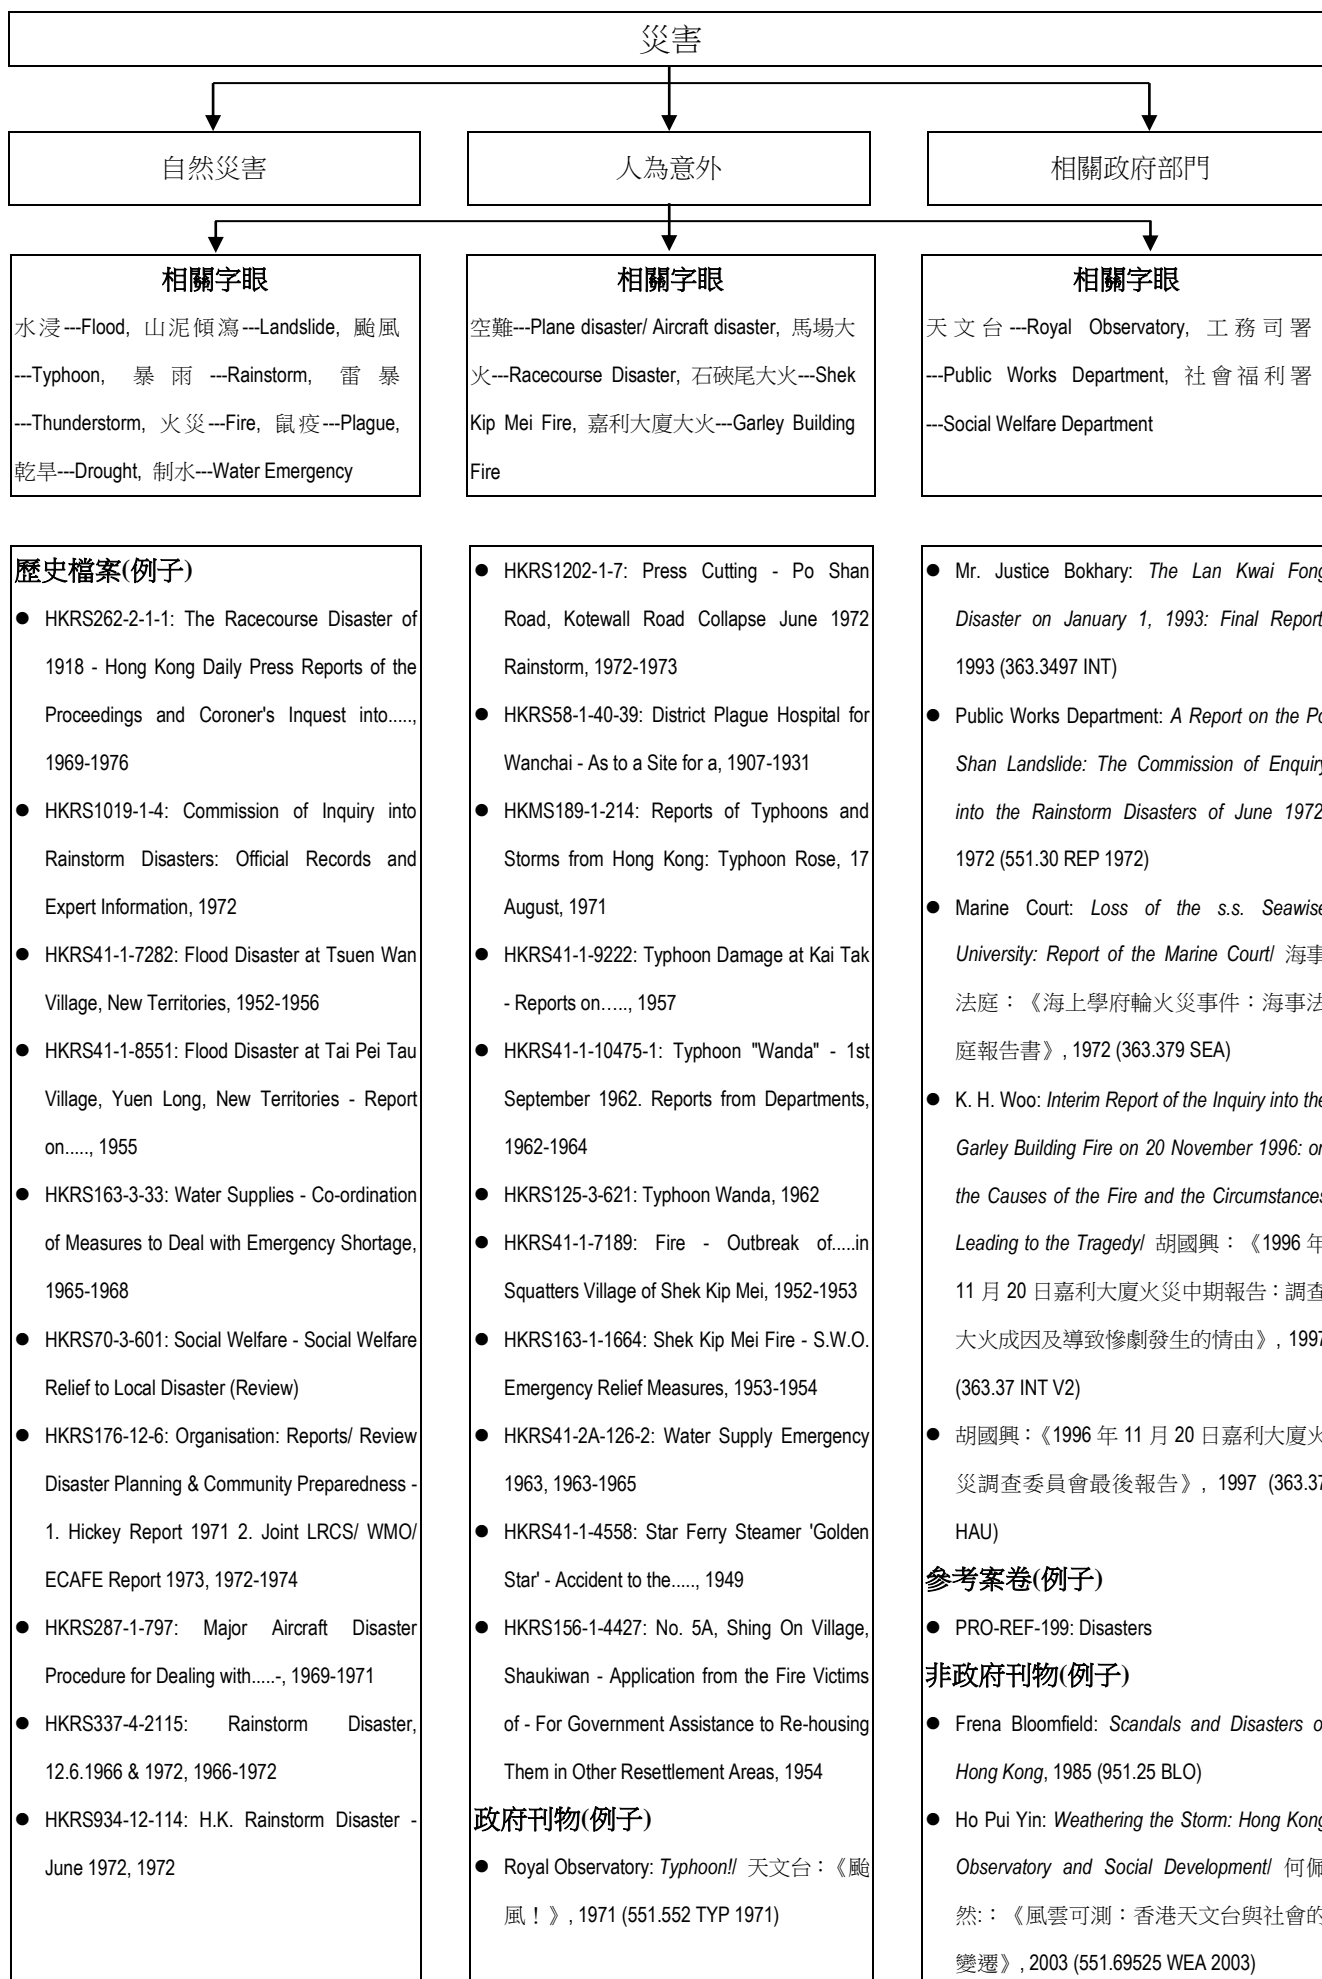 災害
自然災害
人為意外
相關政府部門
相關字眼
水浸---Flood, 山泥傾瀉---Landslide, 颱風
---Typhoon, 暴雨---Rainstorm, 雷暴
---Thunderstorm, 火災---Fire, 鼠疫---Plague,
乾旱---Drought, 制水---Water Emergency
相關字眼
空難---Plane disaster/ Aircraft disaster, 馬場大
火---Racecourse Disaster, 石硤尾大火---Shek
Kip Mei Fire, 嘉利大廈大火---Garley Building
Fire
相關字眼
天文台---Royal Observatory, 工務司署
---Public Works Department, 社會福利署
---Social Welfare Department
歷史檔案(例子)
● HKRS262-2-1-1: The Racecourse Disaster of
1918 - Hong Kong Daily Press Reports of the
Proceedings and Coroner's Inquest into.....,
1969-1976
● HKRS1019-1-4: Commission of Inquiry into
Rainstorm Disasters: Official Records and
Expert Information, 1972
● HKRS41-1-7282: Flood Disaster at Tsuen Wan
Village, New Territories, 1952-1956
● HKRS41-1-8551: Flood Disaster at Tai Pei Tau
Village, Yuen Long, New Territories - Report
on....., 1955
● HKRS163-3-33: Water Supplies - Co-ordination
of Measures to Deal with Emergency Shortage,
1965-1968
● HKRS70-3-601: Social Welfare - Social Welfare
Relief to Local Disaster (Review)
● HKRS176-12-6: Organisation: Reports/ Review
Disaster Planning & Community Preparedness -
1. Hickey Report 1971 2. Joint LRCS/ WMO/
ECAFE Report 1973, 1972-1974
● HKRS287-1-797: Major Aircraft Disaster
Procedure for Dealing with.....-, 1969-1971
● HKRS337-4-2115: Rainstorm Disaster,
12.6.1966 & 1972, 1966-1972
● HKRS934-12-114: H.K. Rainstorm Disaster -
June 1972, 1972
● HKRS1202-1-7: Press Cutting - Po Shan
Road, Kotewall Road Collapse June 1972
Rainstorm, 1972-1973
● HKRS58-1-40-39: District Plague Hospital for
Wanchai - As to a Site for a, 1907-1931
● HKMS189-1-214: Reports of Typhoons and
Storms from Hong Kong: Typhoon Rose, 17
August, 1971
● HKRS41-1-9222: Typhoon Damage at Kai Tak
- Reports on....., 1957
● HKRS41-1-10475-1: Typhoon "Wanda" - 1st
September 1962. Reports from Departments,
1962-1964
● HKRS125-3-621: Typhoon Wanda, 1962
● HKRS41-1-7189: Fire - Outbreak of.....in
Squatters Village of Shek Kip Mei, 1952-1953
● HKRS163-1-1664: Shek Kip Mei Fire - S.W.O.
Emergency Relief Measures, 1953-1954
● HKRS41-2A-126-2: Water Supply Emergency
1963, 1963-1965
● HKRS41-1-4558: Star Ferry Steamer 'Golden
Star' - Accident to the....., 1949
● HKRS156-1-4427: No. 5A, Shing On Village,
Shaukiwan - Application from the Fire Victims
of - For Government Assistance to Re-housing
Them in Other Resettlement Areas, 1954
政府刊物(例子)
● Royal Observatory: Typhoon!/ 天文台：《颱
風！》, 1971 (551.552 TYP 1971)
● Mr. Justice Bokhary: The Lan Kwai Fong
Disaster on January 1, 1993: Final Report
1993 (363.3497 INT)
● Public Works Department: A Report on the Po
Shan Landslide: The Commission of Enquiry
into the Rainstorm Disasters of June 1972
1972 (551.30 REP 1972)
● Marine Court: Loss of the s.s. Seawise
University: Report of the Marine Court/ 海事
法庭：《海上學府輪火災事件：海事法
庭報告書》, 1972 (363.379 SEA)
● K. H. Woo: Interim Report of the Inquiry into the
Garley Building Fire on 20 November 1996: on
the Causes of the Fire and the Circumstances
Leading to the Tragedy/ 胡國興：《1996 年
11 月 20 日嘉利大廈火災中期報告：調查
大火成因及導致慘劇發生的情由》, 1997
(363.37 INT V2)
● 胡國興：《1996 年 11 月 20 日嘉利大廈火
災調查委員會最後報告》, 1997 (363.37
HAU)
參考案卷(例子)
● PRO-REF-199: Disasters
非政府刊物(例子)
● Frena Bloomfield: Scandals and Disasters of
Hong Kong, 1985 (951.25 BLO)
● Ho Pui Yin: Weathering the Storm: Hong Kong
Observatory and Social Development/ 何佩
然:：《風雲可測：香港天文台與社會的
變遷》, 2003 (551.69525 WEA 2003)